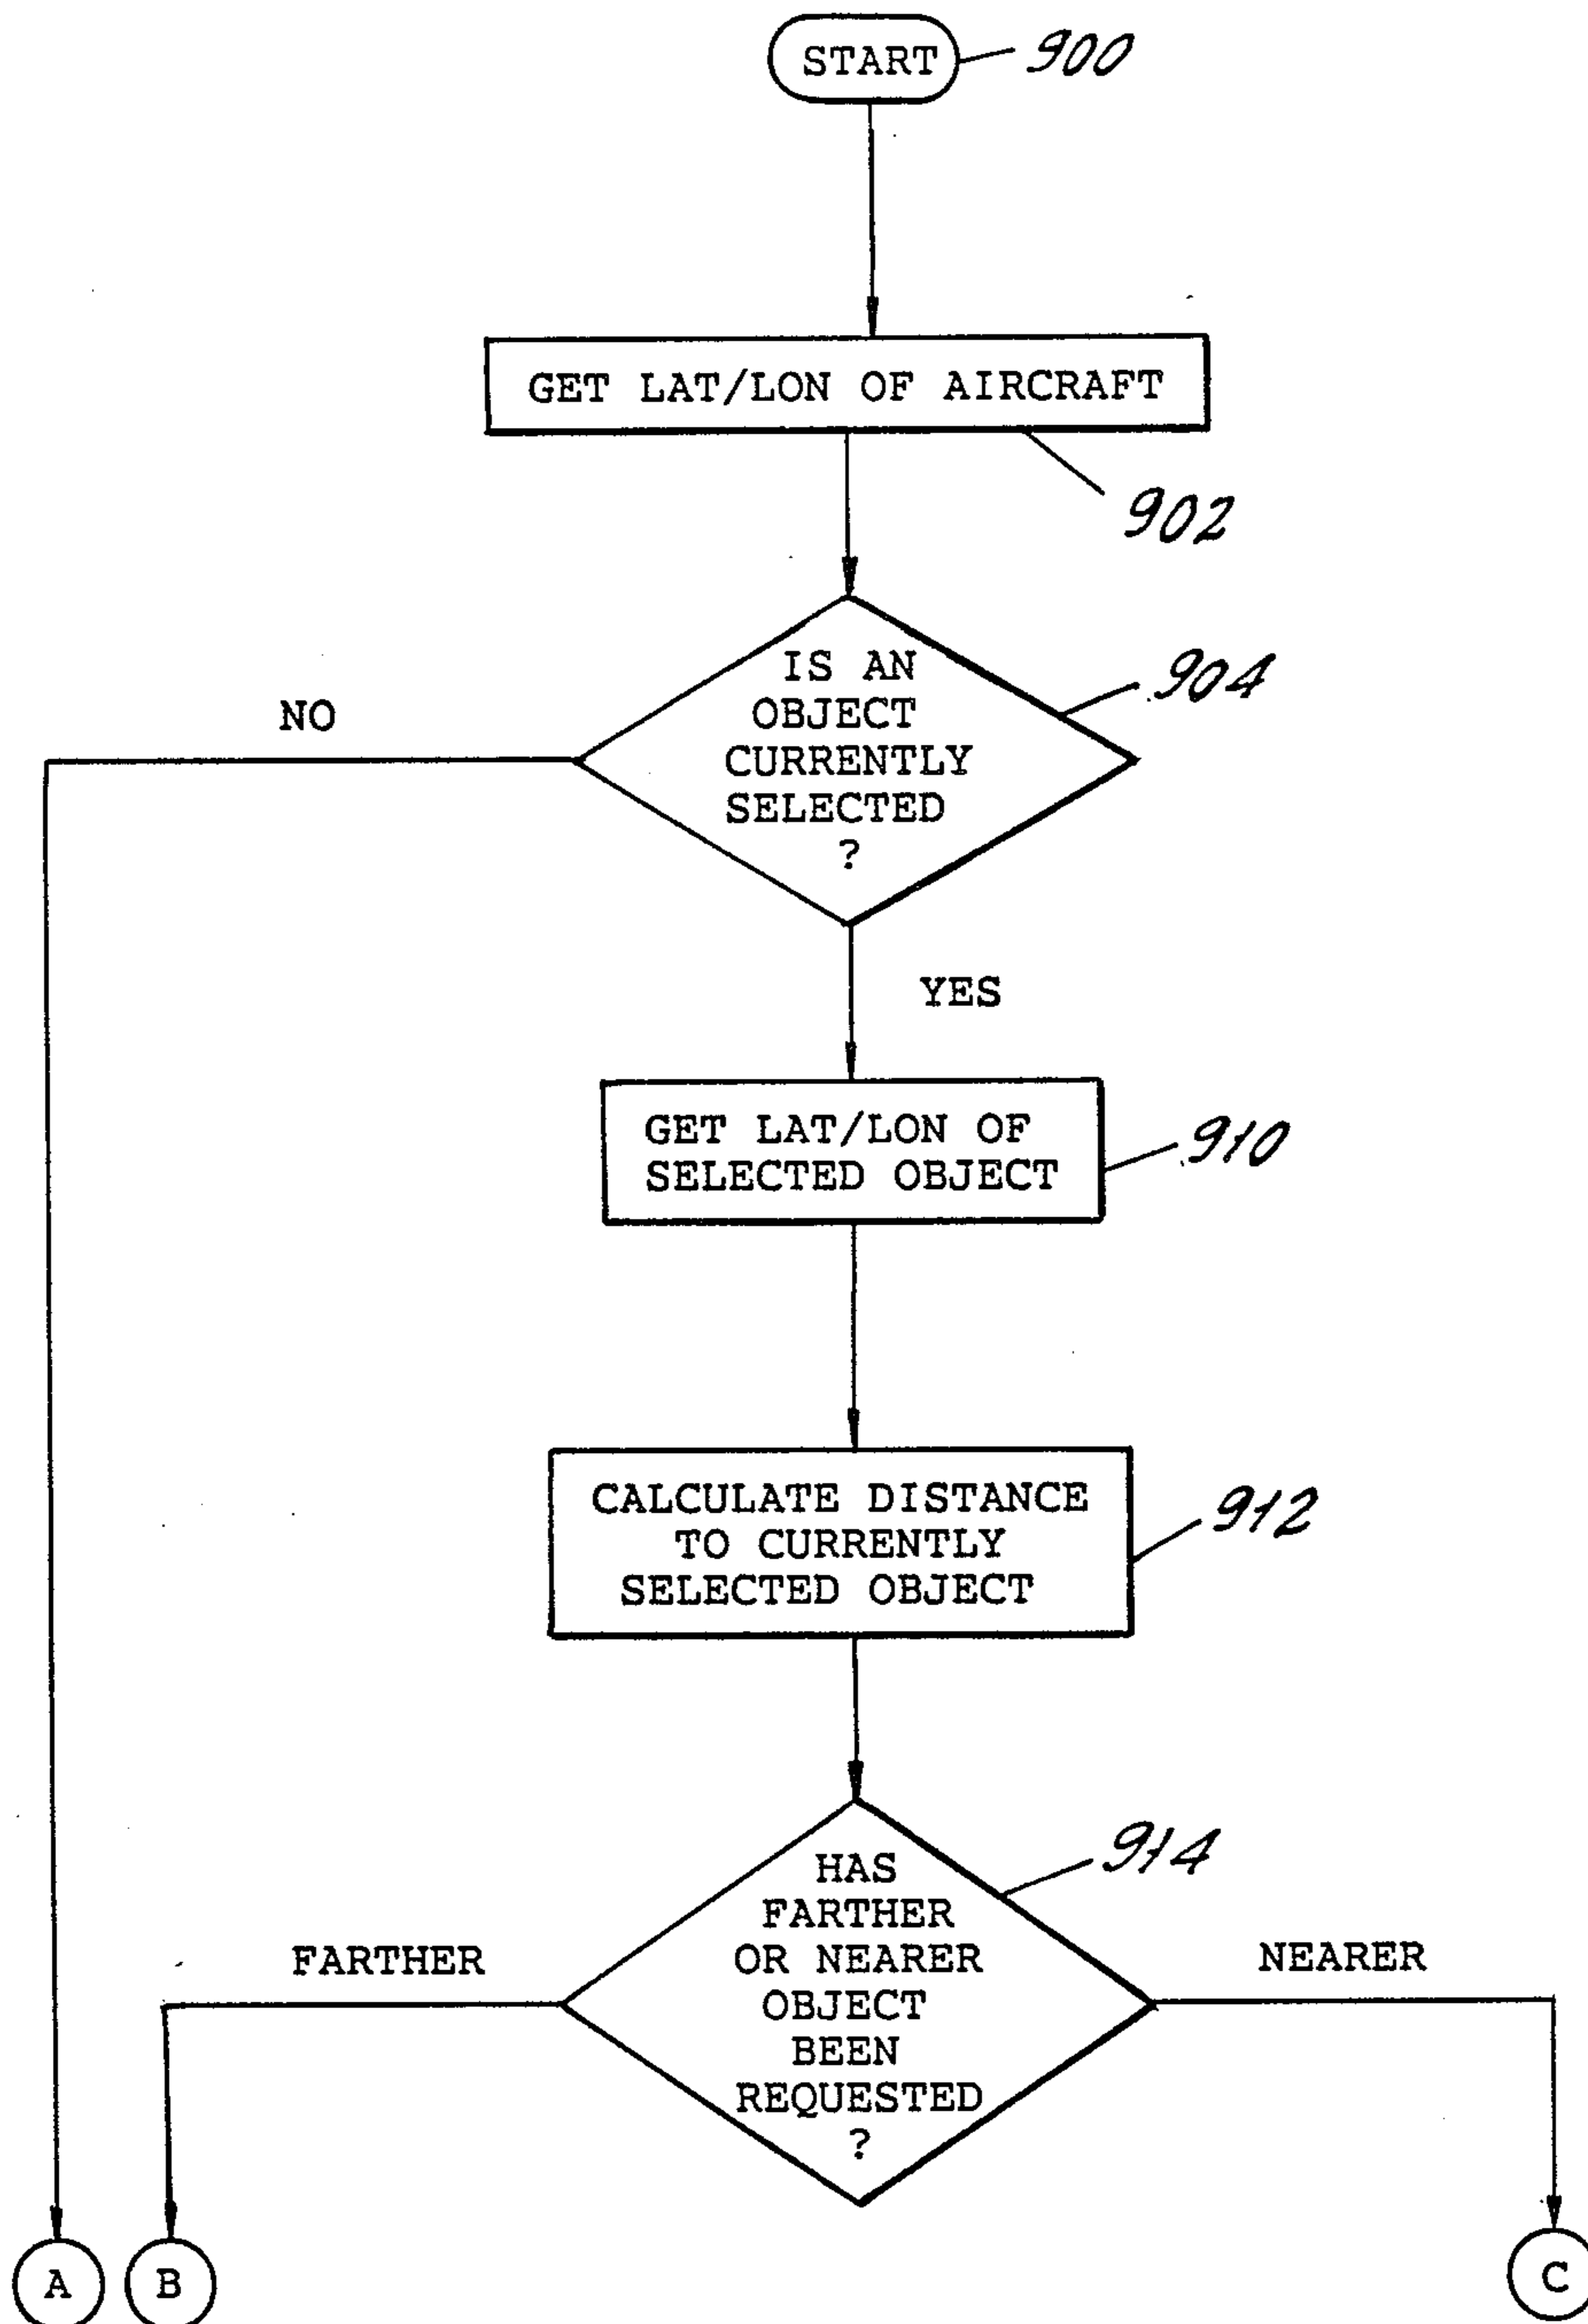 START
900
GET LAT/LON OF AIRCRAFT
902
IS AN
OBJECT
CURRENTLY
SELECTED
?
904
NO
YES
GET LAT/LON OF
SELECTED OBJECT
910
CALCULATE DISTANCE
TO CURRENTLY
SELECTED OBJECT
912
HAS
FARTHER
OR NEARER
OBJECT
BEEN
REQUESTED
?
914
FARTHER
NEARER
A
B
C